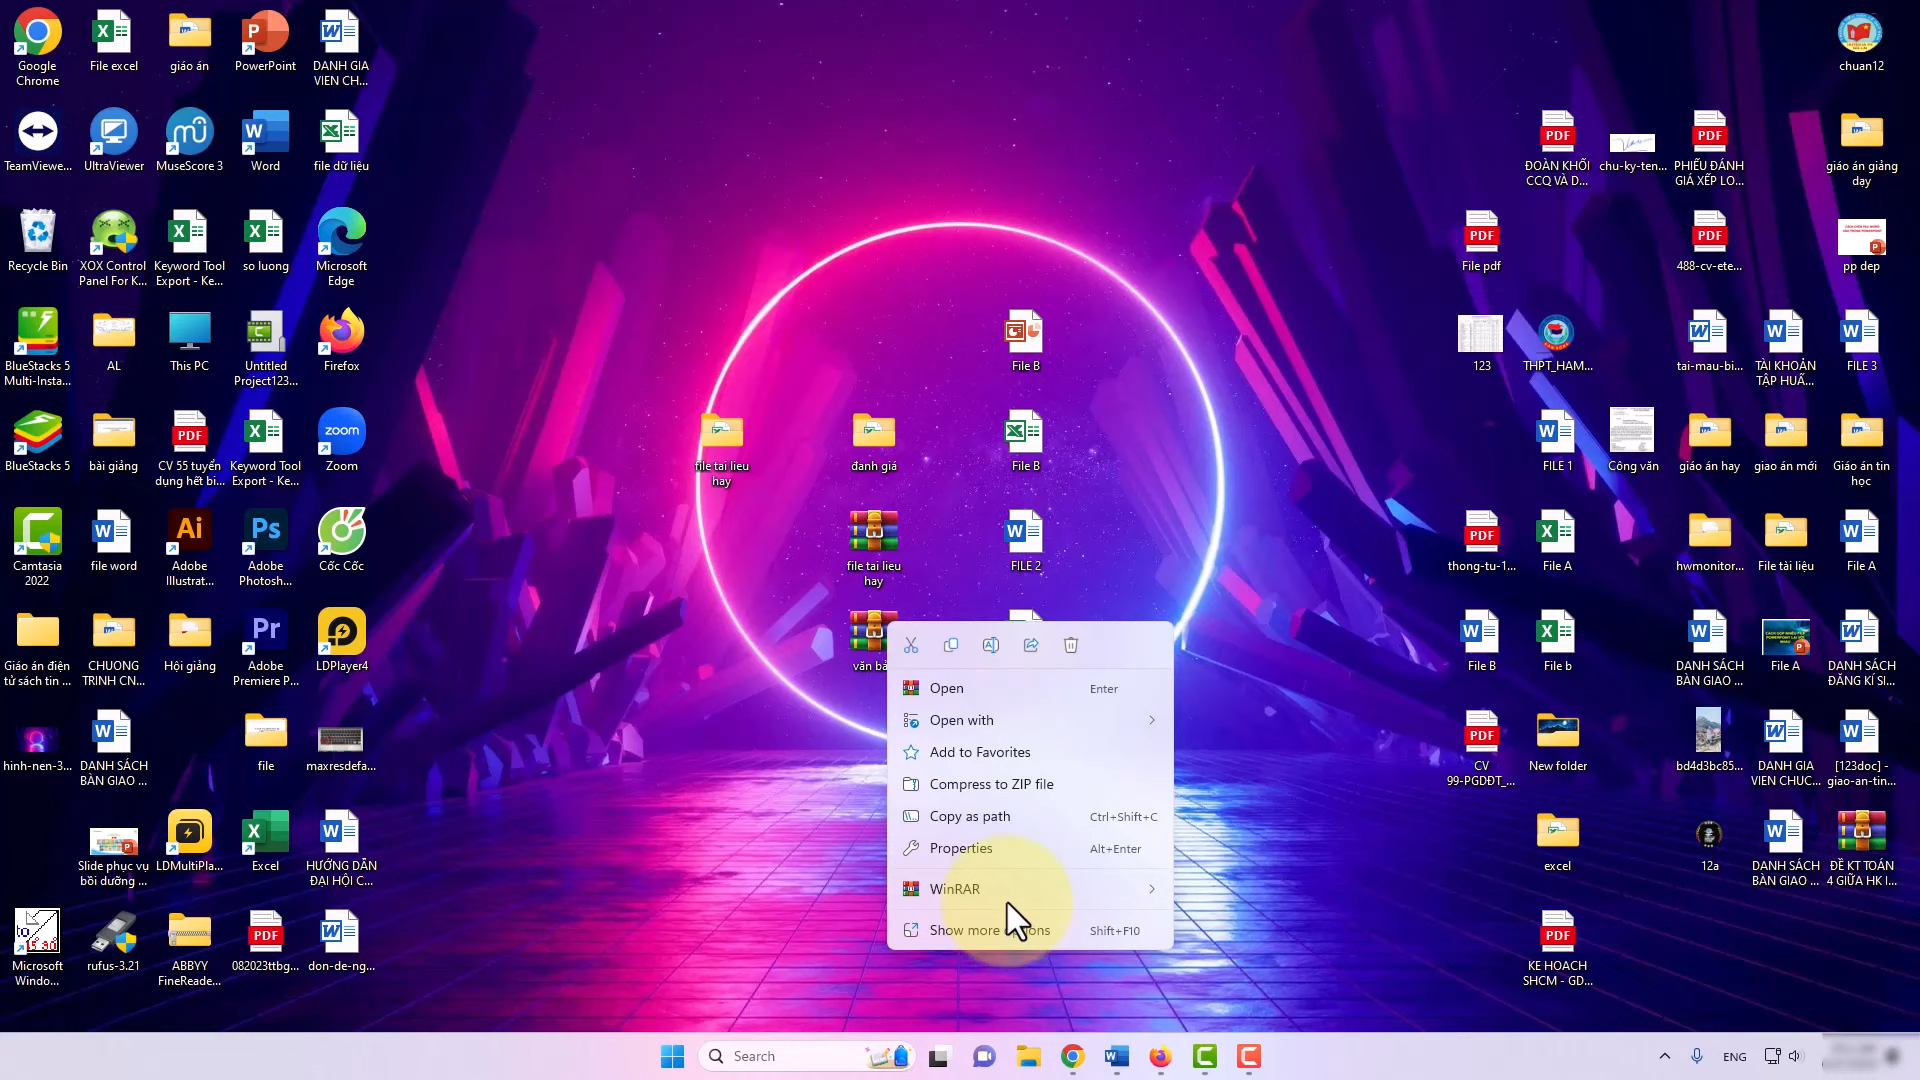 Google
Chrome
File excel
giáo án
PowerPoint
DANH GIA
VIEN CH...
chuan12
TeamViewe...
UltraViewer
MuseScore 3
Word
file dữ liệu
ĐOÀN KHỐI
CCQ VÀ D...
chu-ky-ten...
PHIẾU ĐÁNH
GIÁ XẾP LO...
giáo án giảng
dạy
Recycle Bin
XOX Control
Panel For K...
Keyword Tool
Export - Ke...
so luong
Microsoft
Edge
File pdf
488-cv-ete...
pp dep
BlueStacks 5
Multi-Insta...
AL
This PC
Untitled
Project123...
Firefox
File B
123
THPT_HAM...
tai-mau-bi...
TÀI KHOẢN
TẬP HUẤ...
FILE 3
BlueStacks 5
bài giảng
CV 55 tuyển
dụng hết bi...
Keyword Tool
Export - Ke...
Zoom
file tai lieu
hay
đanh giá
File B
FILE 1
Công văn
giáo án hay
giao án mới
Giáo án tin
học
Camtasia
2022
file word
Adobe
Illustrat...
Adobe
Photosh...
Cốc Cốc
file tai lieu
hay
FILE 2
thong-tu-1...
File A
hwmonitor...
File tài liệu
File A
Giáo án điện
tử sách tin ...
CHUONG
TRINH CN...
Hội giảng
Adobe
Premiere P...
LDPlayer4
văn bả
File B
File b
DANH SÁCH
BÀN GIAO ...
File A
DANH SÁCH
ĐĂNG KÍ SI...
Open
Enter
Open with
Add to Favorites
Compress to ZIP file
Copy as path
Ctrl+Shift+C
Properties
Alt+Enter
WinRAR
Show more options
Shift+F10
hinh-nen-3...
DANH SÁCH
BÀN GIAO ...
file
maxresdefa...
CV
99-PGDĐT_...
New folder
bd4d3bc85...
DANH GIA
VIEN CHUC...
[123doc] -
giao-an-tin...
Slide phục vụ
bồi dưỡng ...
LDMultiPla...
Excel
HƯỚNG DẪN
ĐẠI HỘI C...
excel
12a
DANH SÁCH
BÀN GIAO ...
ĐỀ KT TOÁN
4 GIỮA HK I...
Microsoft
Windo...
rufus-3.21
ABBYY
FineReade...
082023ttbg...
don-de-ng...
KE HOACH
SHCM - GD...
Search
ENG